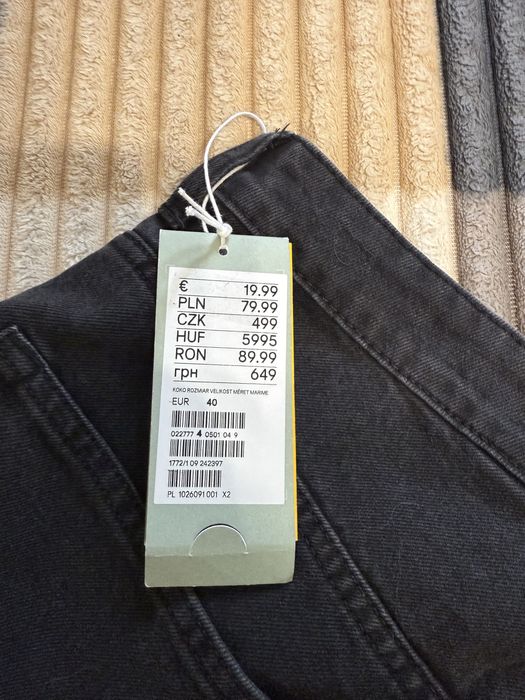 € 19.99
PLN 79.99
CZK 499
HUF 5995
RON 89.99
грн 649
KOKO ROZMIAR VELIKOST MÉRET MARIME
EUR 40
022777 4 0501 04 9
1772/1 09 242397
PL 1026091 001 X2